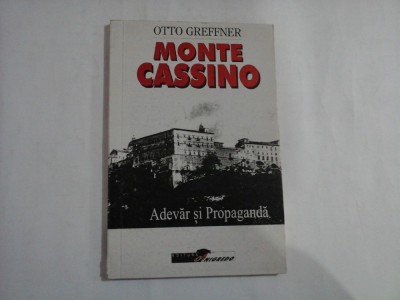 OTTO GREFFNER
MONTE
CASSINO
Adevăr și Propagandă